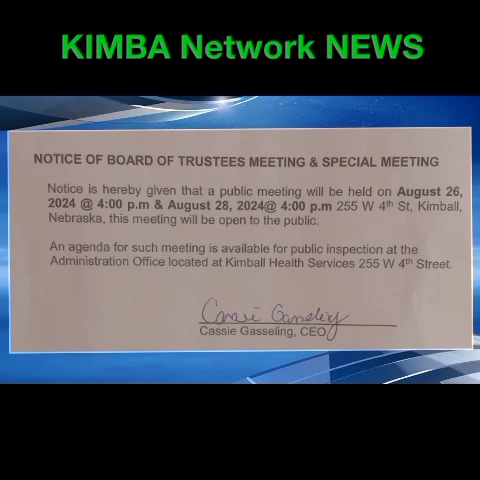 KIMBA Network NEWS
NOTICE OF BOARD OF TRUSTEES MEETING & SPECIAL MEETING
Notice is hereby given that a public meeting will be held on August 26,
2024 @ 4:00 p.m & August 28, 2024@ 4:00 p.m 255 W 4th St, Kimball,
Nebraska, this meeting will be open to the public.
An agenda for such meeting is available for public inspection at the
Administration Office located at Kimball Health Services 255 W 4th Street.
Cassie Gasseling
Cassie Gasseling, CEO